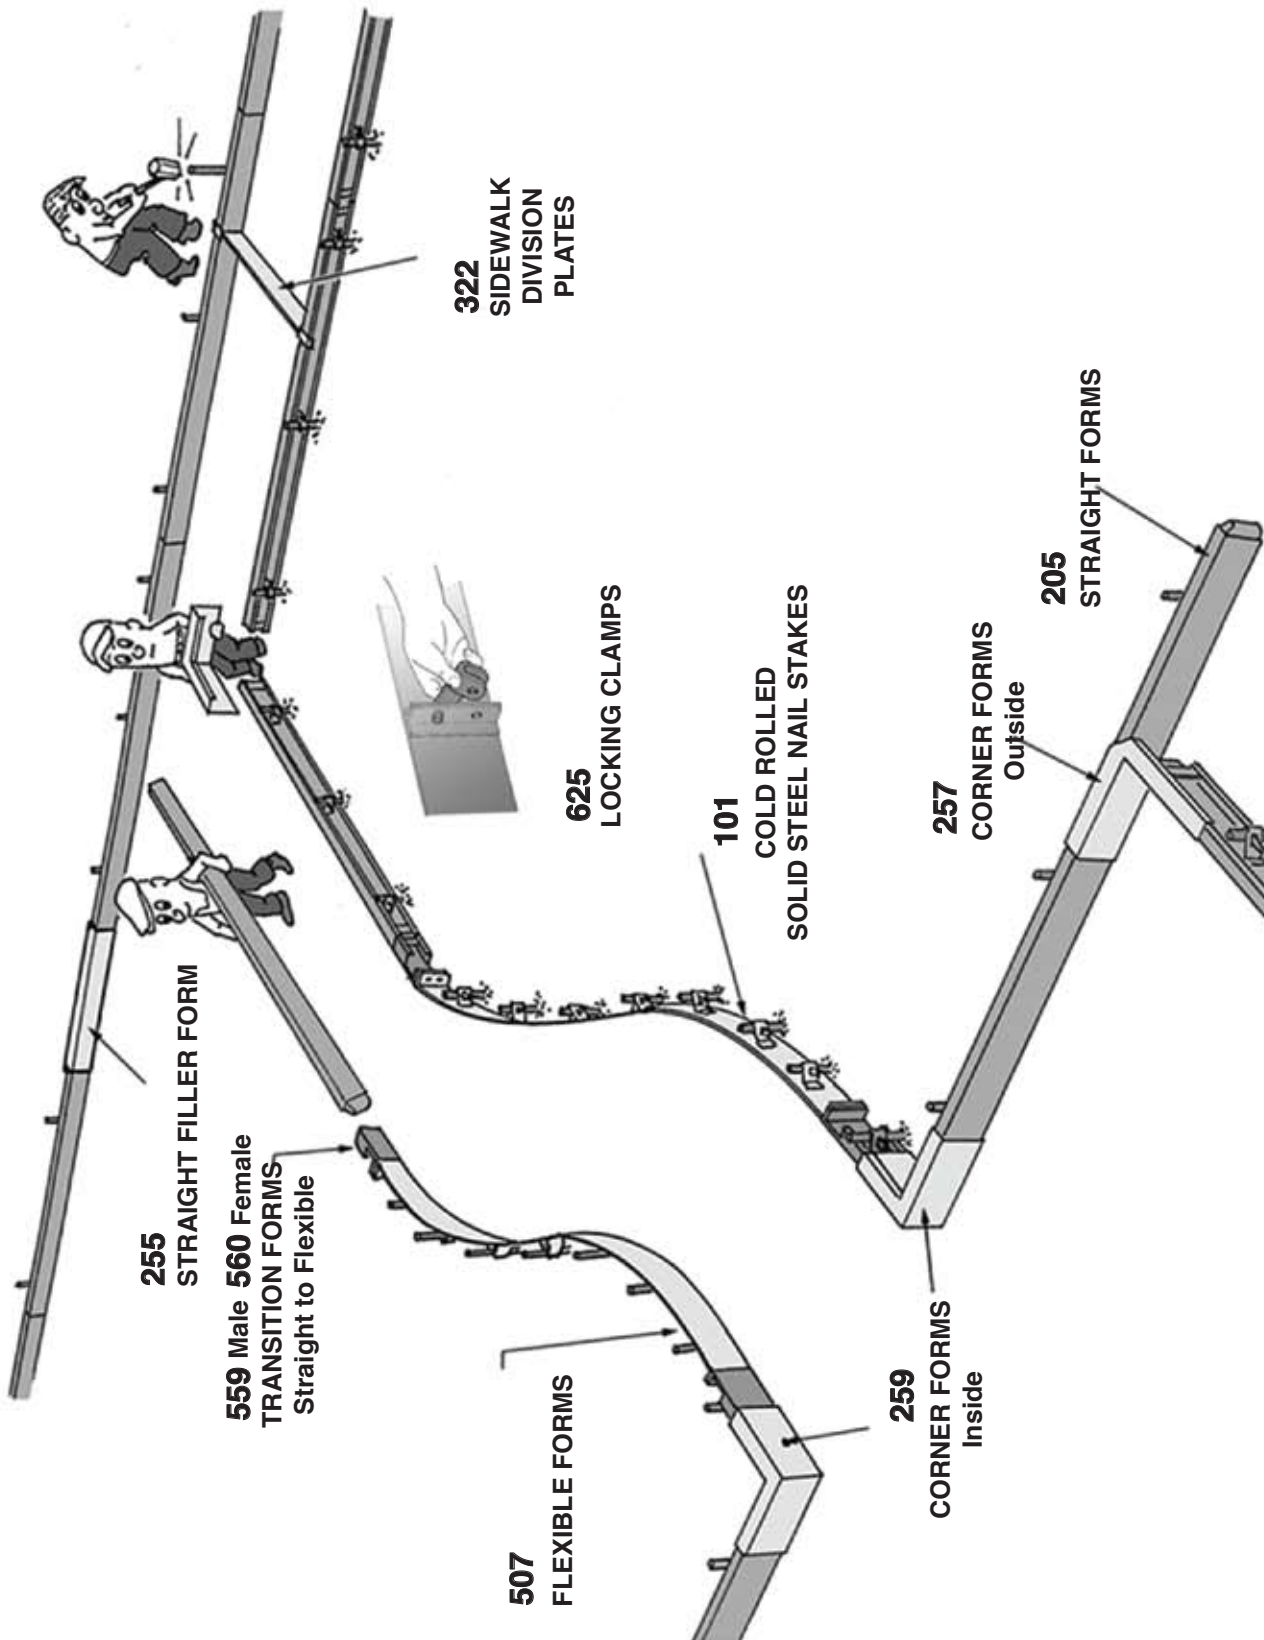 255
STRAIGHT FILLER FORM
559 Male 560 Female
TRANSITION FORMS
Straight to Flexible
507
FLEXIBLE FORMS
322
SIDEWALK
DIVISION
PLATES
625
LOCKING CLAMPS
101
COLD ROLLED
SOLID STEEL NAIL STAKES
259
CORNER FORMS
Inside
257
CORNER FORMS
Outside
205
STRAIGHT FORMS